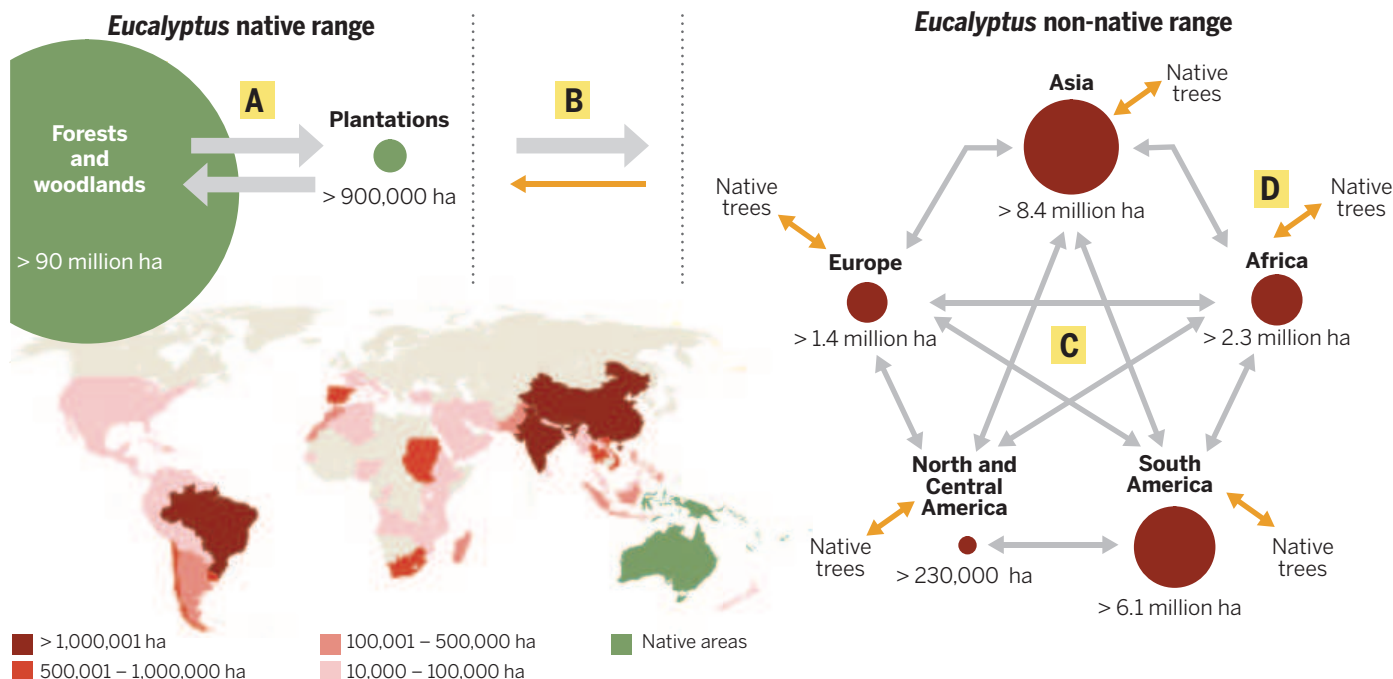 Eucalyptus native range
A
B
Forests
and
woodlands
> 90 million ha
Plantations
> 900,000 ha
Eucalyptus non-native range
Asia
> 8.4 million ha
Native
trees
Native
trees
Europe
> 1.4 million ha
D
Native
trees
Africa
> 2.3 million ha
C
North and
Central
America
> 230,000 ha
Native
trees
South
America
> 6.1 million ha
Native
trees
> 1,000,001 ha
500,001 – 1,000,000 ha
100,001 – 500,000 ha
10,000 – 100,000 ha
Native areas